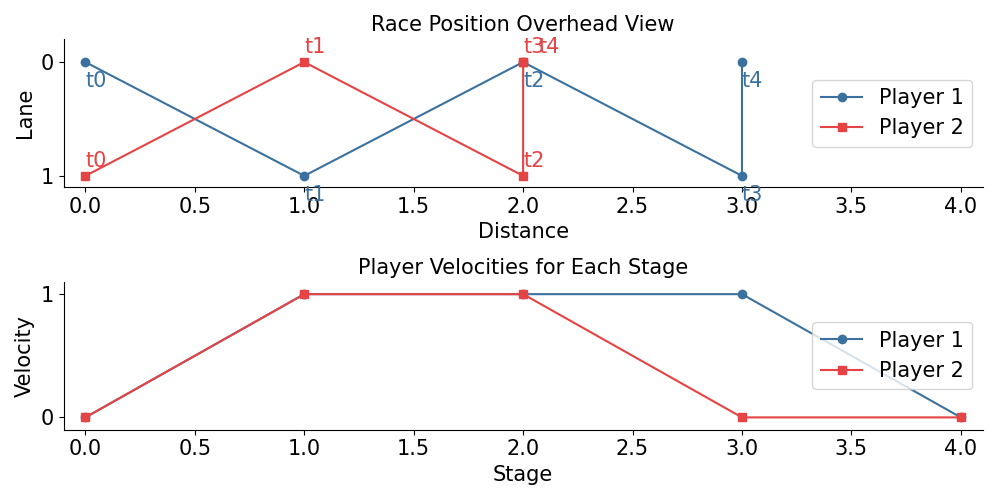 Race Position Overhead View
t1
t3 t4
0
t0
t2
t4
Lane
Player 1
Player 2
t0
t2
1
t1
t3
0.0 0.5 1.0 1.5 2.0 2.5 3.0 3.5 4.0
Distance
Player Velocities for Each Stage
1
Velocity
Player 1
Player 2
0
0.0 0.5 1.0 1.5 2.0 2.5 3.0 3.5 4.0
Stage